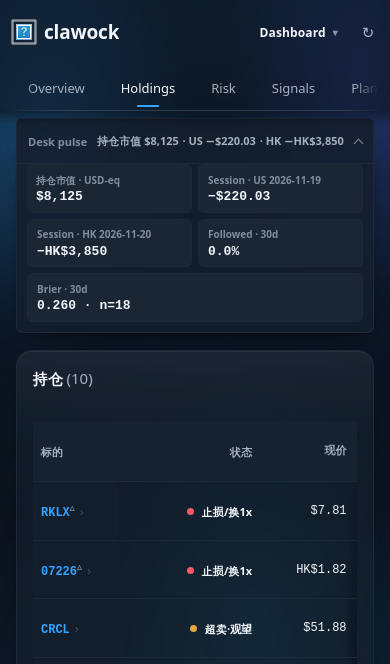 clawock
Dashboard ▾ ↻
Overview Holdings Risk Signals Plan
Desk pulse 持仓市值 $8,125 · US −$220.03 · HK −HK$3,850
持仓市值 · USD-eq
$8,125
Session · US 2026-11-19
−$220.03
Session · HK 2026-11-20
−HK$3,850
Followed · 30d
0.0%
Brier · 30d
0.260 · n=18
持仓 (10)
标的 状态 现价
RKLX△ › 止损/换1x $7.81
07226△ › 止损/换1x HK$1.82
CRCL › 超卖·观望 $51.88